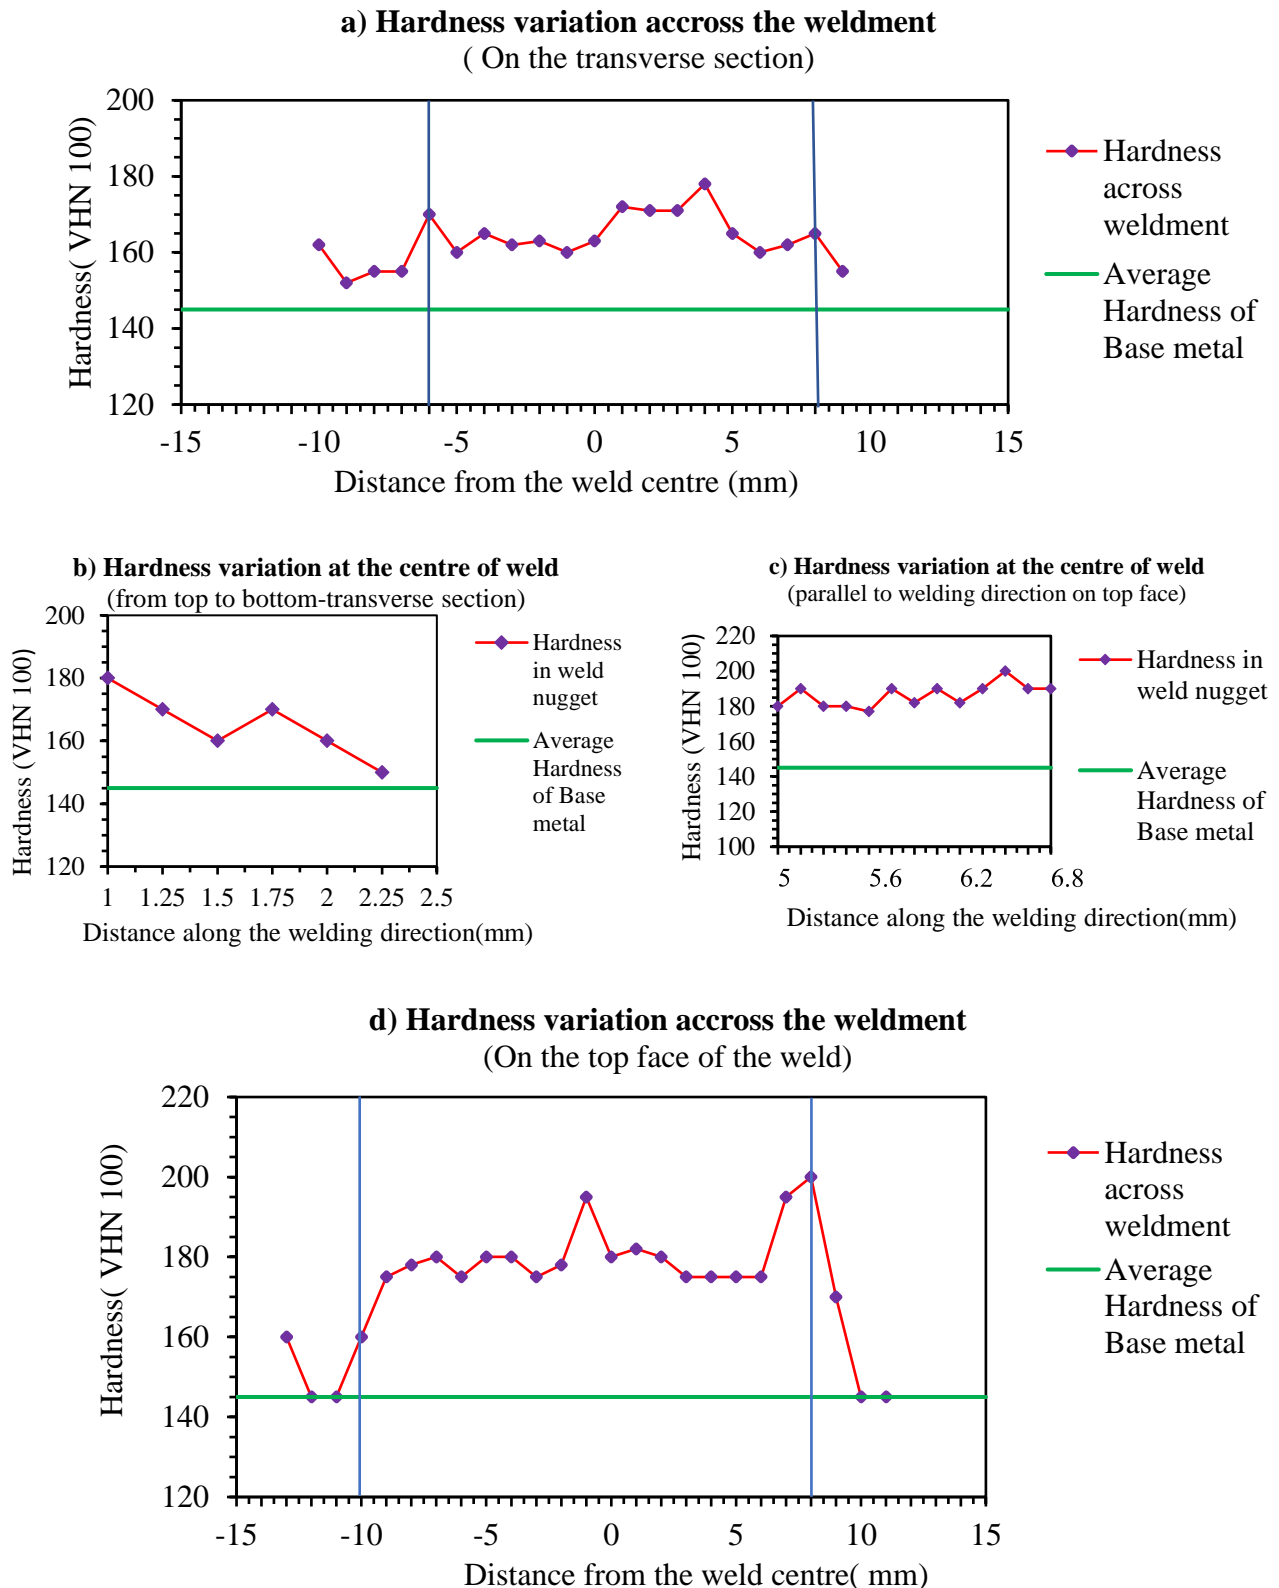 a) Hardness variation accross the weldment
( On the transverse section)
200
180
160
140
120
Hardness( VHN 100)
-15 -10 -5 0 5 10 15
Distance from the weld centre (mm)
Hardness
across
weldment
Average
Hardness of
Base metal
b) Hardness variation at the centre of weld
(from top to bottom-transverse section)
200
180
160
140
120
Hardness (VHN 100)
1 1.25 1.5 1.75 2 2.25 2.5
Distance along the welding direction(mm)
Hardness
in weld
nugget
Average
Hardness
of Base
metal
c) Hardness variation at the centre of weld
(parallel to welding direction on top face)
220
200
180
160
140
120
100
Hardness (VHN 100)
5 5.6 6.2 6.8
Distance along the welding direction(mm)
Hardness in
weld nugget
Average
Hardness of
Base metal
d) Hardness variation accross the weldment
(On the top face of the weld)
220
200
180
160
140
120
Hardness( VHN 100)
-15 -10 -5 0 5 10 15
Distance from the weld centre( mm)
Hardness
across
weldment
Average
Hardness of
Base metal